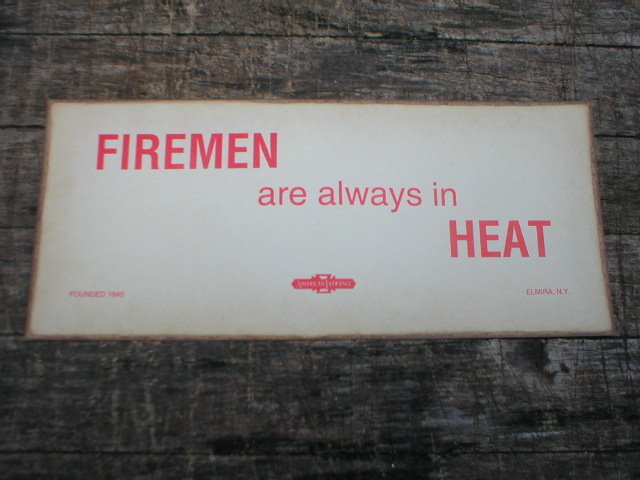 FIREMEN
are always in
HEAT
AMERICAN LAFRANCE
FOUNDED 1845
ELMIRA, N.Y.